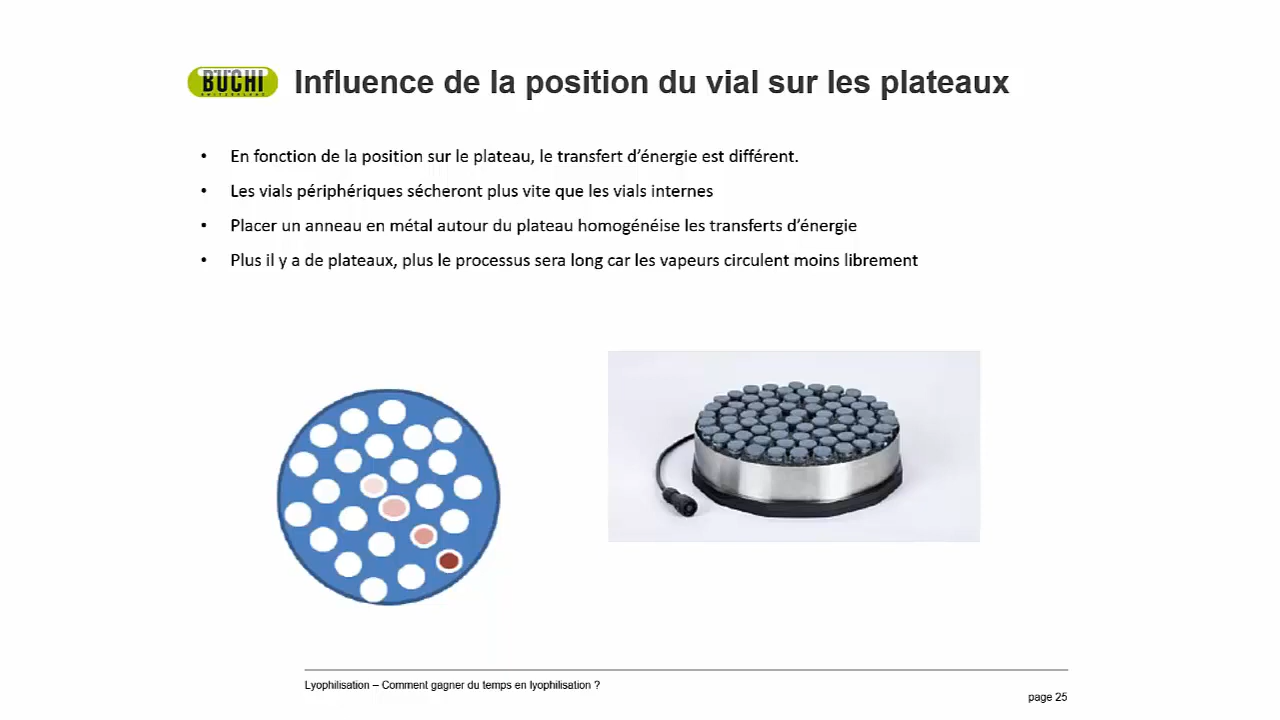 BUCHI
SWITZERLAND
Influence de la position du vial sur les plateaux
• En fonction de la position sur le plateau, le transfert d’énergie est différent.
• Les vials périphériques sécheront plus vite que les vials internes
• Placer un anneau en métal autour du plateau homogénéise les transferts d’énergie
• Plus il y a de plateaux, plus le processus sera long car les vapeurs circulent moins librement
Lyophilisation – Comment gagner du temps en lyophilisation ?
page 25